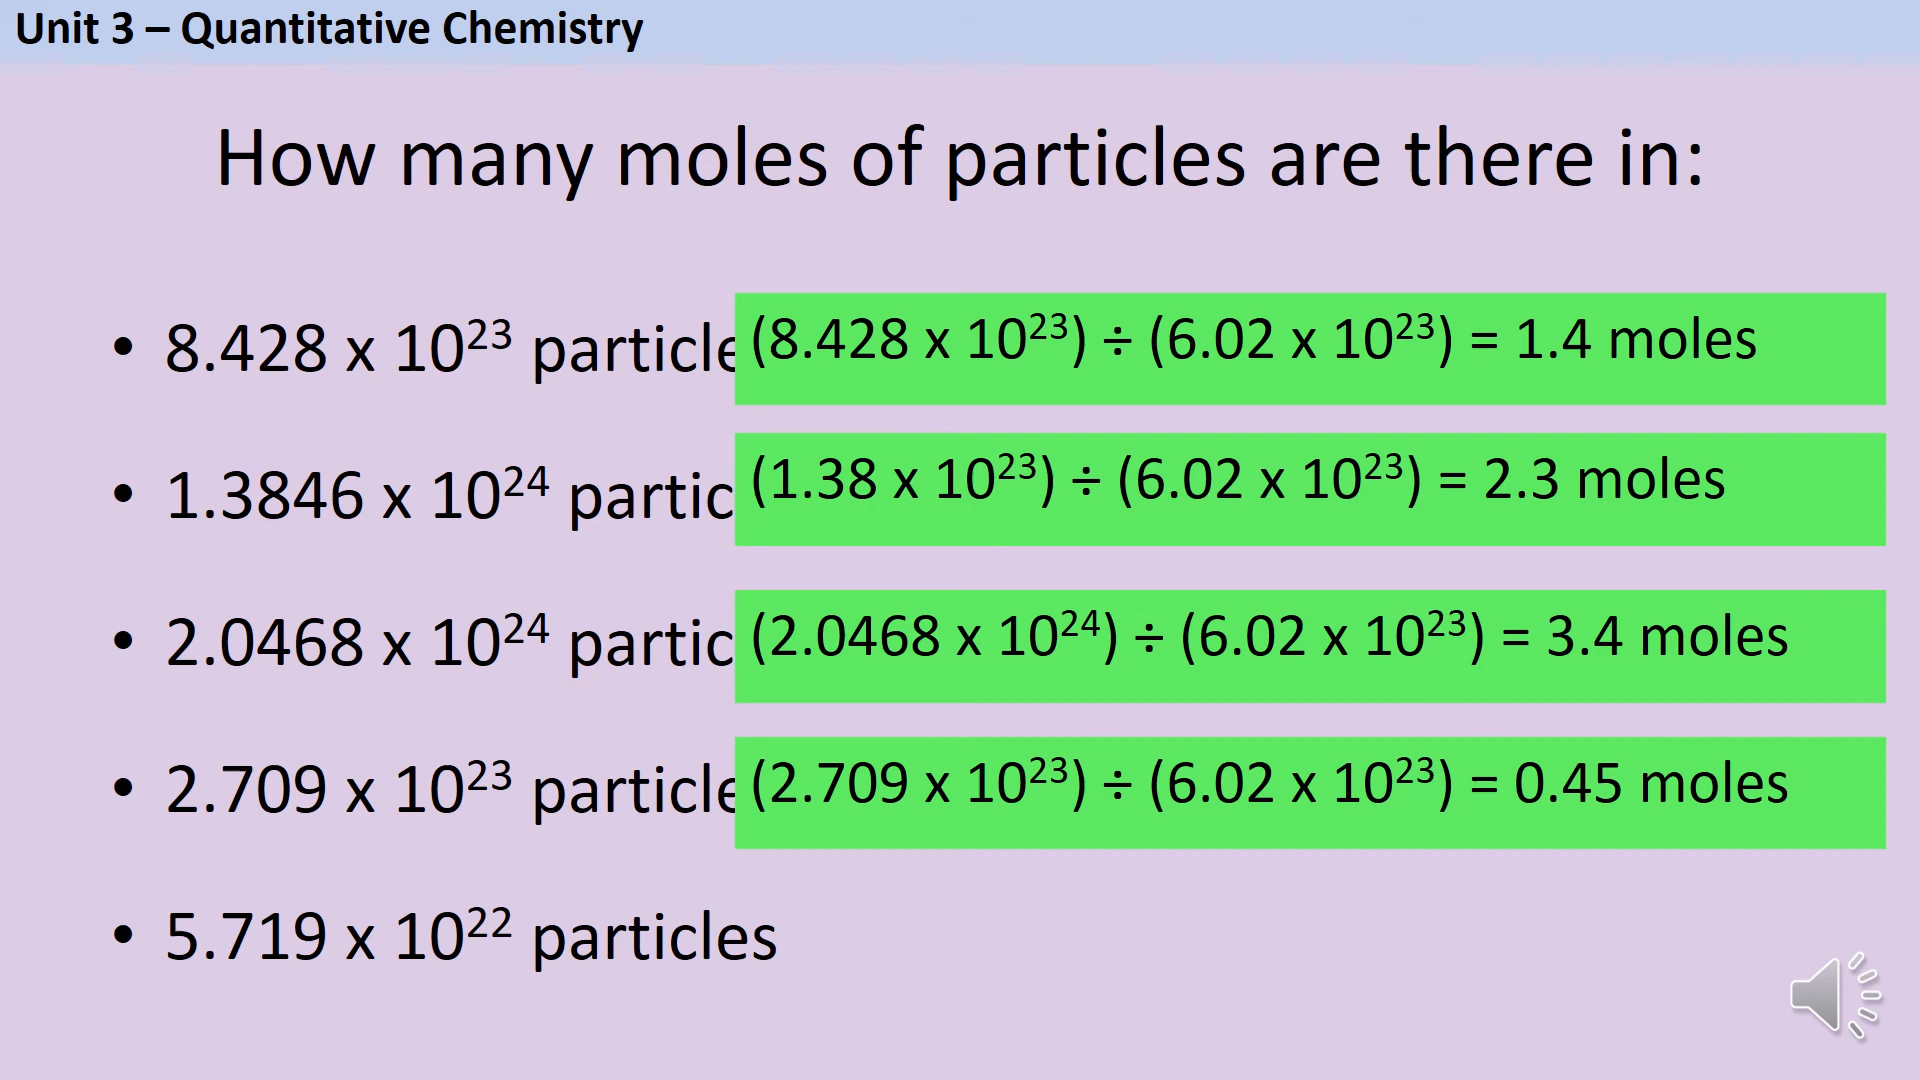 Unit 3 – Quantitative Chemistry
How many moles of particles are there in:
• 8.428 x 10²³ particle (8.428 x 10²³) ÷ (6.02 x 10²³) = 1.4 moles
• 1.3846 x 10²⁴ partic (1.38 x 10²³) ÷ (6.02 x 10²³) = 2.3 moles
• 2.0468 x 10²⁴ partic (2.0468 x 10²⁴) ÷ (6.02 x 10²³) = 3.4 moles
• 2.709 x 10²³ particle (2.709 x 10²³) ÷ (6.02 x 10²³) = 0.45 moles
• 5.719 x 10²² particles